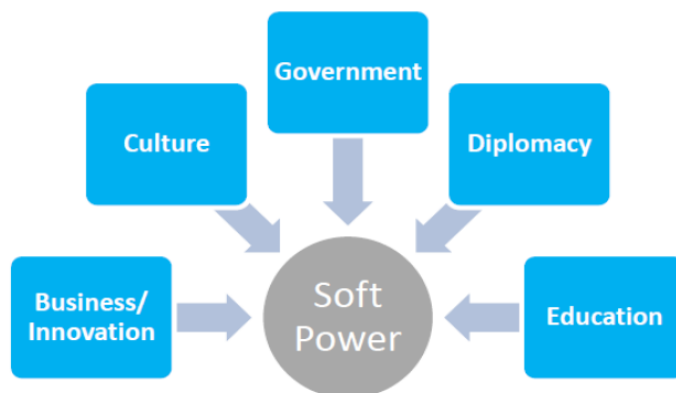 Government
Culture
Diplomacy
Business/
Innovation
Soft
Power
Education